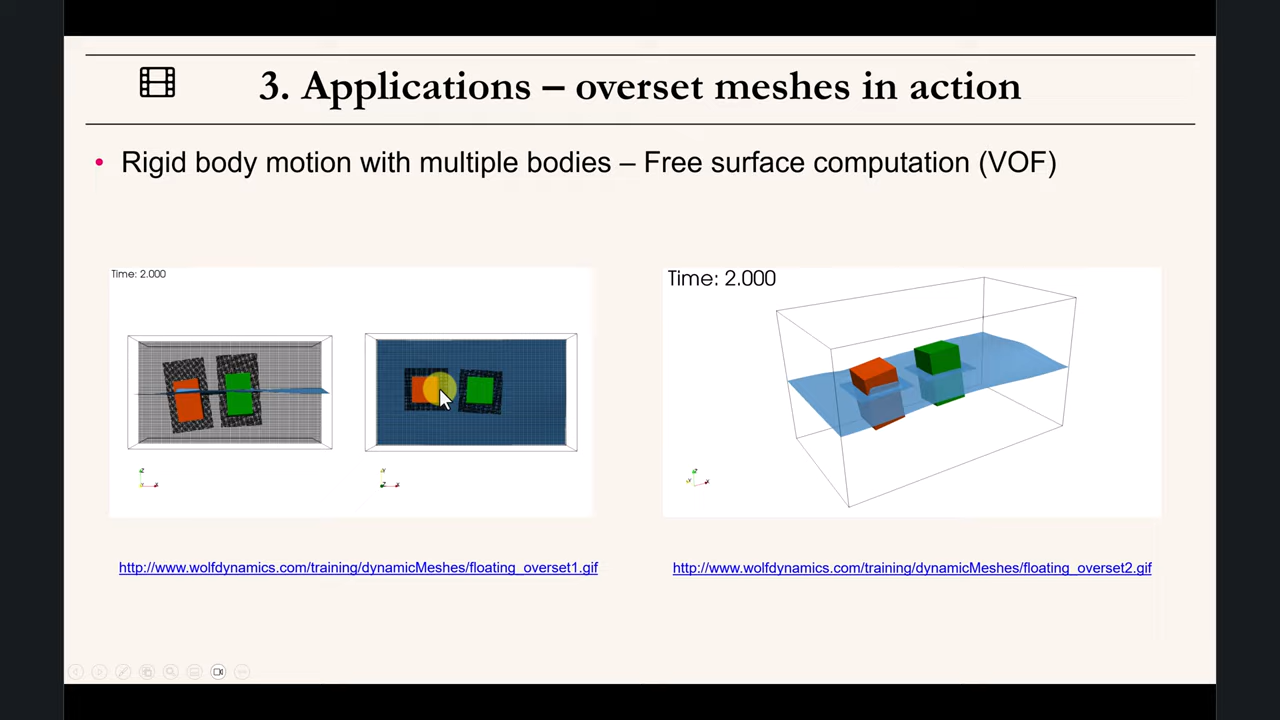 3. Applications – overset meshes in action
• Rigid body motion with multiple bodies – Free surface computation (VOF)
Time: 2.000
Time: 2.000
http://www.wolfdynamics.com/training/dynamicMeshes/floating_overset1.gif
http://www.wolfdynamics.com/training/dynamicMeshes/floating_overset2.gif